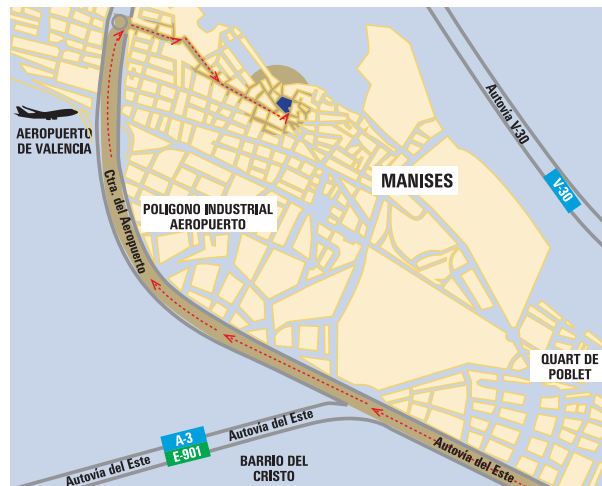 AEROPUERTO
DE VALENCIA
Autovía V-30
V-30
MANISES
POLIGONO INDUSTRIAL
AEROPUERTO
Ctra. del Aeropuerto
QUART DE
POBLET
Autovía del Este
A-3
E-901
Autovía del Este
Autovía del Este
BARRIO DEL
CRISTO